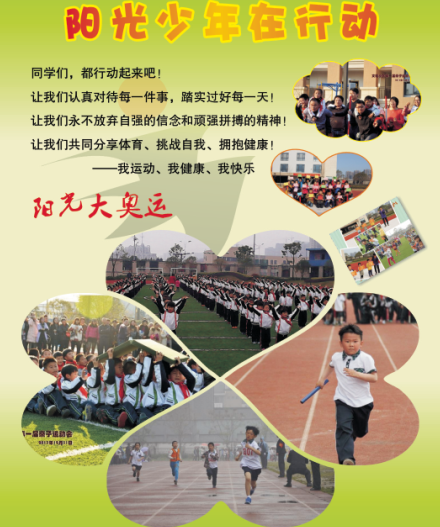 阳光少年在行动
同学们，都行动起来吧！
让我们认真对待每一件事，踏实过好每一天！
让我们永不放弃自强的信念和顽强拼搏的精神！
让我们共同分享体育、挑战自我、拥抱健康！
——我运动、我健康、我快乐
阳光大奥运